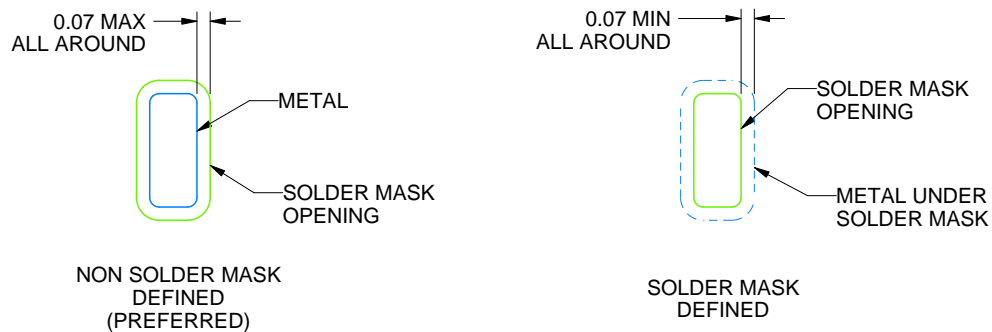 0.07 MAX
ALL AROUND
METAL
SOLDER MASK
OPENING
NON SOLDER MASK
DEFINED
(PREFERRED)
0.07 MIN
ALL AROUND
SOLDER MASK
OPENING
METAL UNDER
SOLDER MASK
SOLDER MASK
DEFINED